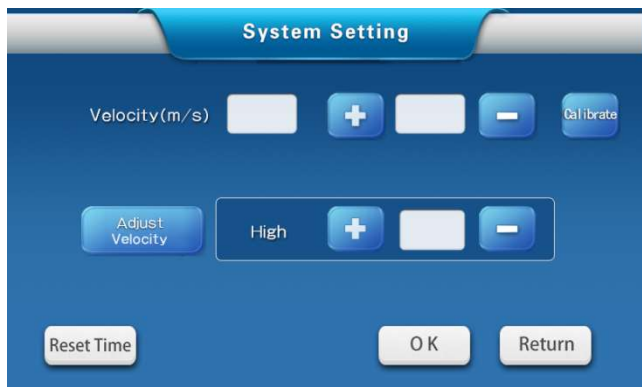 System Setting
Velocity(m/s)
+
-
Calibrate
Adjust
Velocity
High
+
-
Reset Time
OK
Return